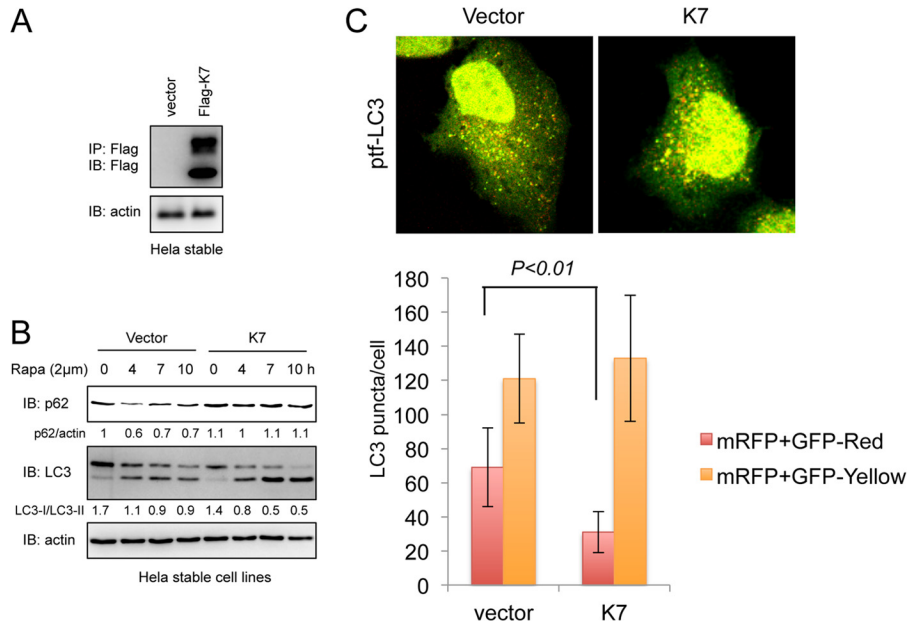 A
vector
Flag-K7
IP: Flag
IB: Flag
IB: actin
Hela stable
B
Vector K7
Rapa (2μm) 0 4 7 10 0 4 7 10 h
IB: p62
p62/actin 1 0.6 0.7 0.7 1.1 1 1.1 1.1
IB: LC3
LC3-I/LC3-II 1.7 1.1 0.9 0.9 1.4 0.8 0.5 0.5
IB: actin
Hela stable cell lines
C
Vector K7
ptf-LC3
P<0.01
LC3 puncta/cell
180
160
140
120
100
80
60
40
20
0
vector K7
mRFP+GFP-Red
mRFP+GFP-Yellow